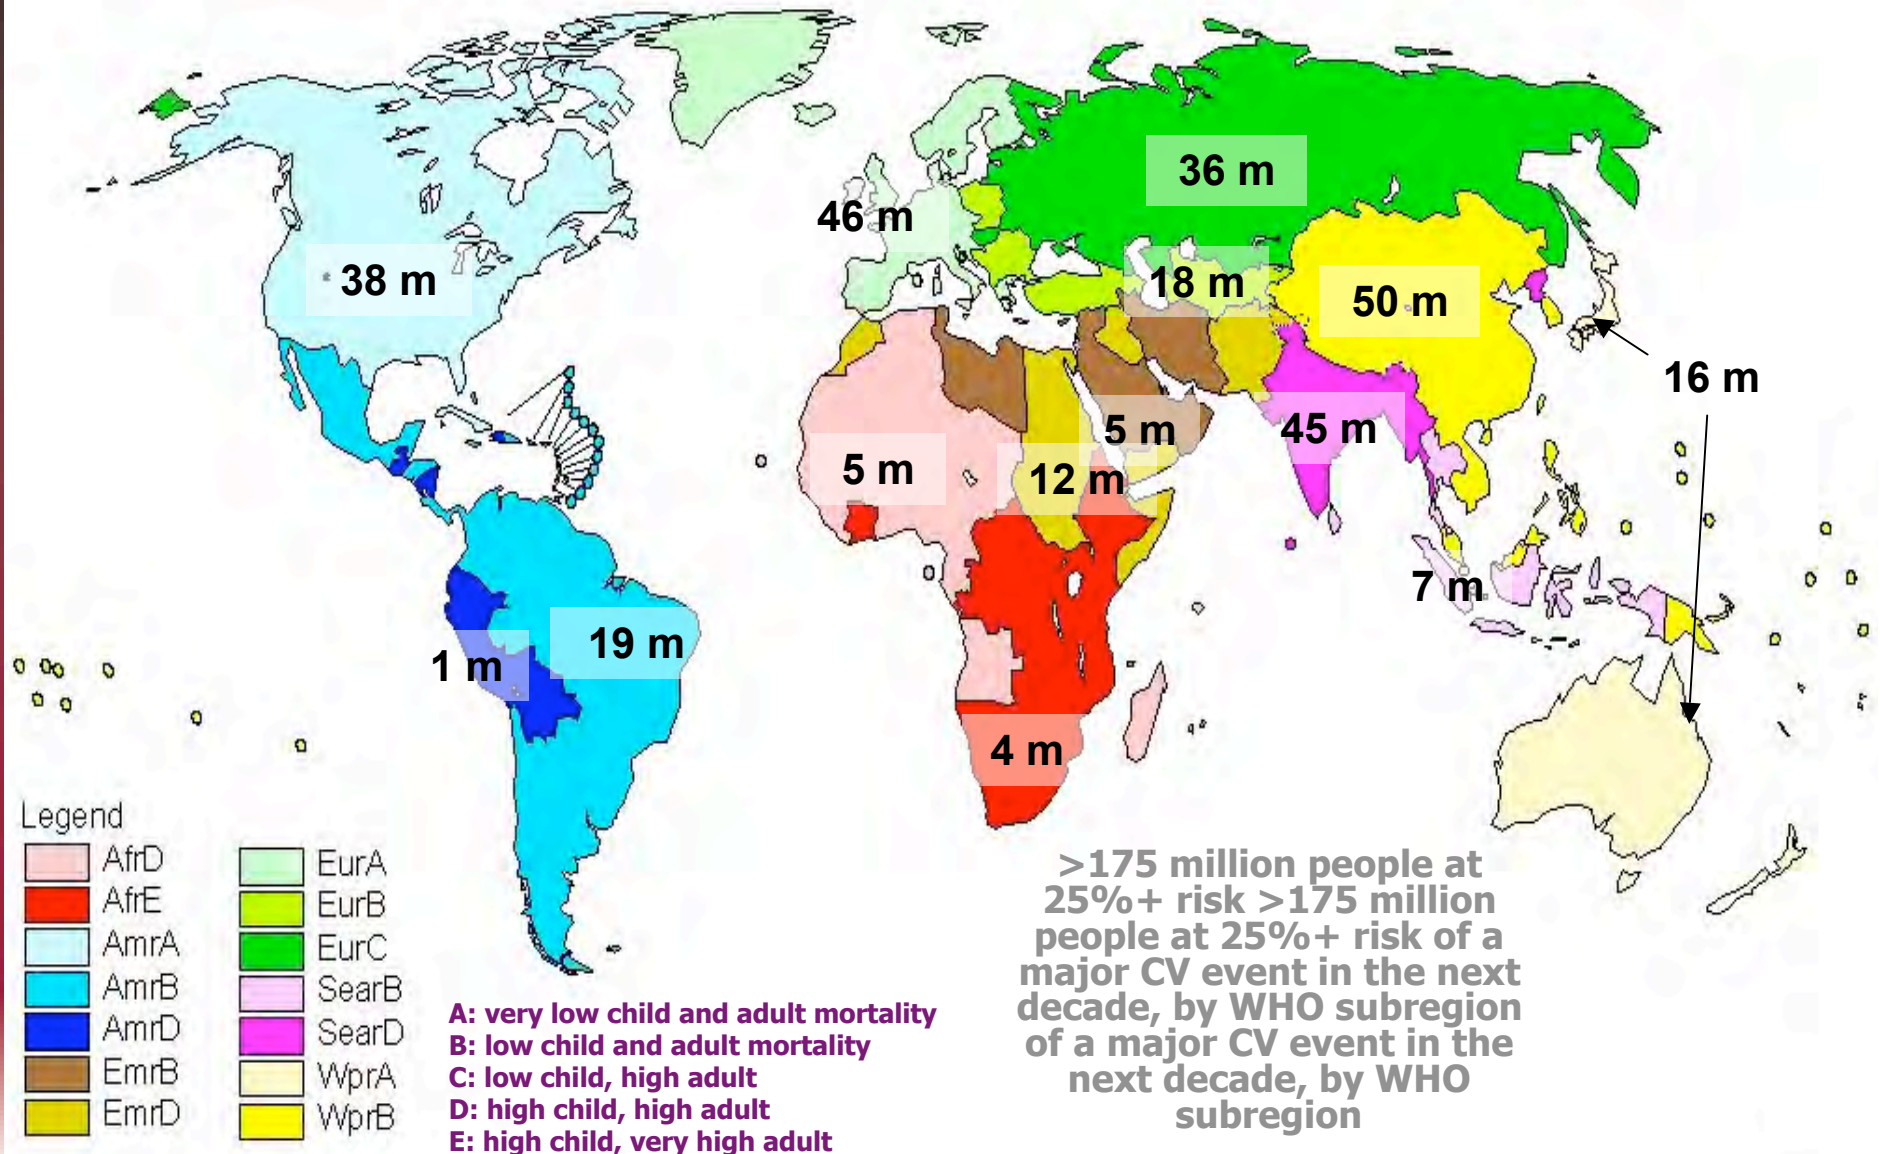 36 m
46 m
38 m
18 m
50 m
16 m
5 m
45 m
5 m
12 m
7 m
19 m
1 m
4 m
Legend
AfrD
AfrE
AmrA
AmrB
AmrD
EmrB
EmrD
EurA
EurB
EurC
SearB
SearD
WprA
WprB
A: very low child and adult mortality
B: low child and adult mortality
C: low child, high adult
D: high child, high adult
E: high child, very high adult
>175 million people at
25%+ risk >175 million
people at 25%+ risk of a
major CV event in the next
decade, by WHO subregion
of a major CV event in the
next decade, by WHO
subregion